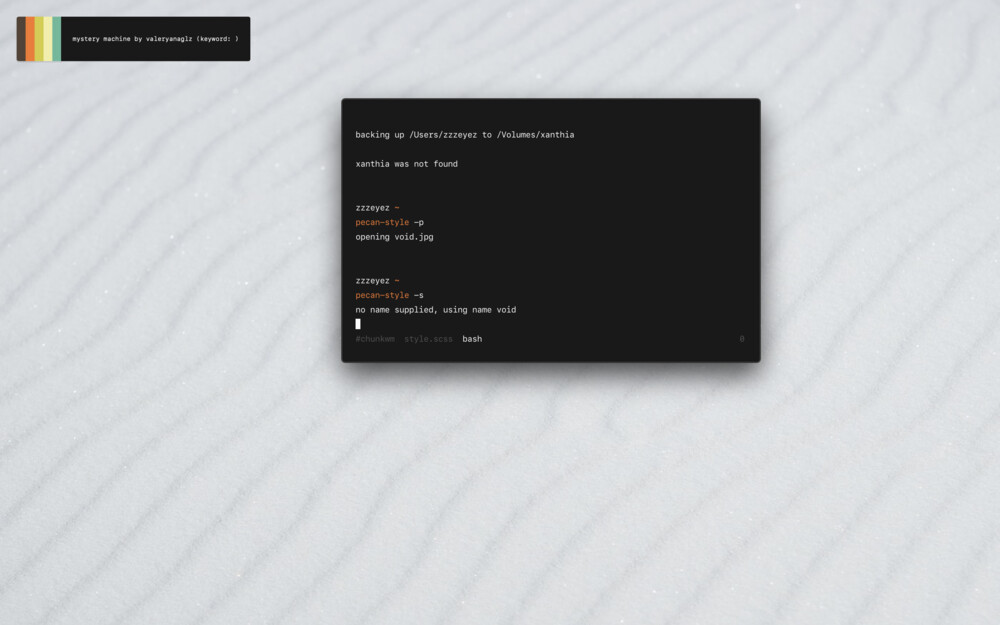 mystery machine by valeryanaglz (keyword: )
backing up /Users/zzzeyez to /Volumes/xanthia
xanthia was not found
zzzeyez ~
pecan-style -p
opening void.jpg
zzzeyez ~
pecan-style -s
no name supplied, using name void
#chunkwm style.scss bash 0